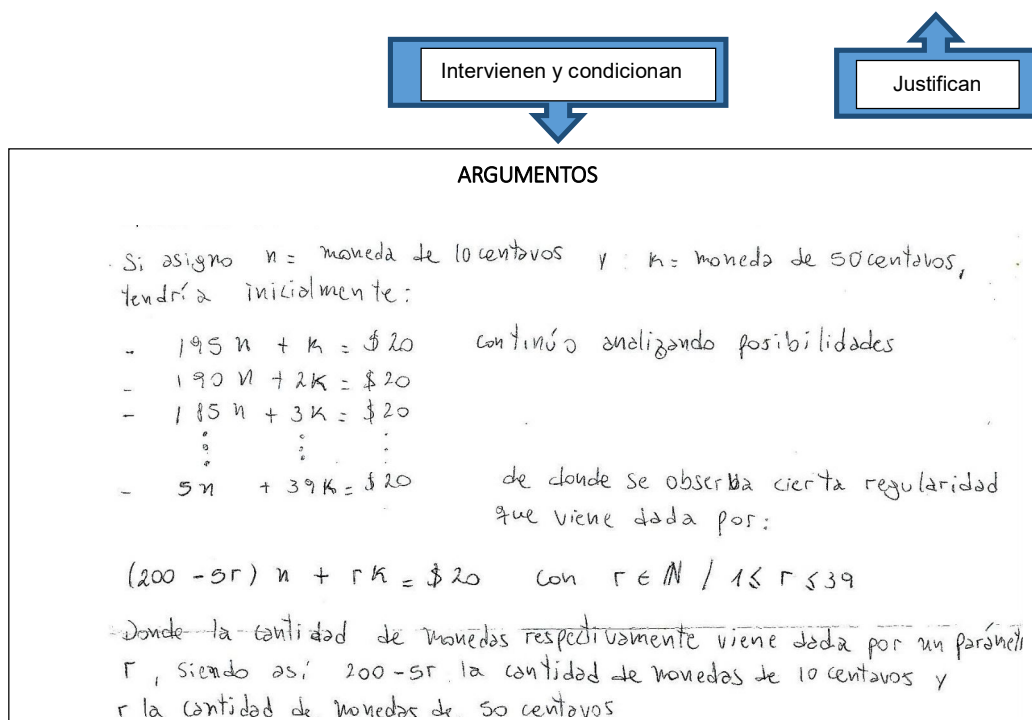 Intervienen y condicionan
Justifican
ARGUMENTOS
Si asigno n = moneda de 10 centavos y : k = moneda de 50 centavos,
tendría inicialmente:
- 195 n + k = $20 continúo analizando posibilidades
- 190 n + 2k = $20
- 185 n + 3k = $20
⋮ ⋮ ⋮
- 5n + 39k = $20 de donde se observa cierta regularidad
que viene dada por:
(200 - 5r) n + rk = $20 con r ∈ N / 1 ≤ r ≤ 39
Donde la cantidad de monedas respectivamente viene dada por un parámet
r, siendo así 200-5r la cantidad de monedas de 10 centavos y
r la cantidad de monedas de 50 centavos